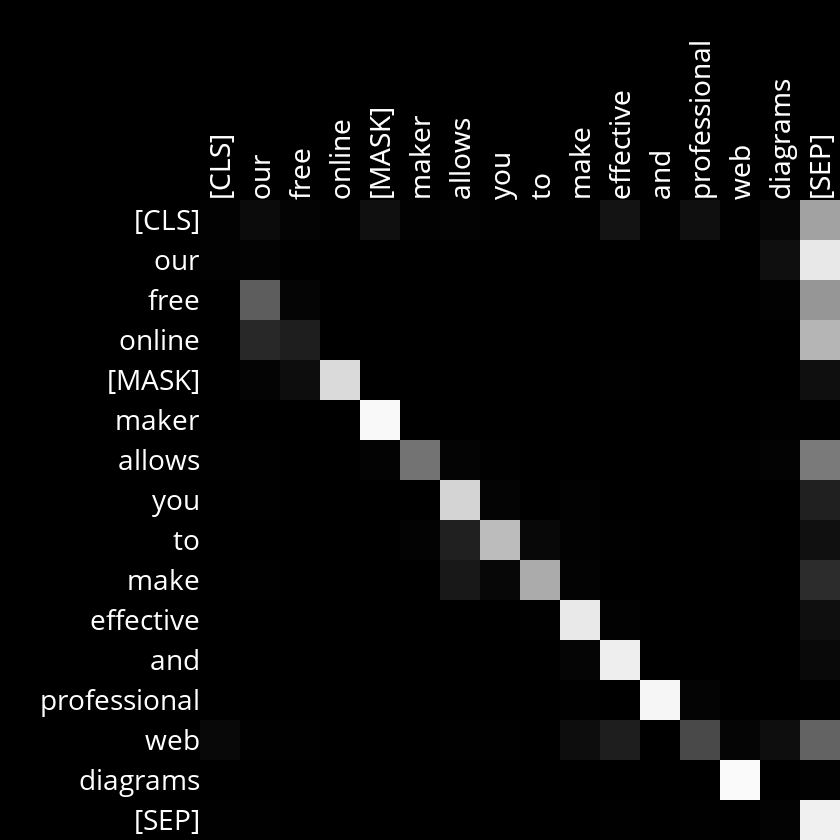 [CLS] our free online [MASK] maker allows you to make effective and professional web diagrams [SEP]
[CLS]
our
free
online
[MASK]
maker
allows
you
to
make
effective
and
professional
web
diagrams
[SEP]